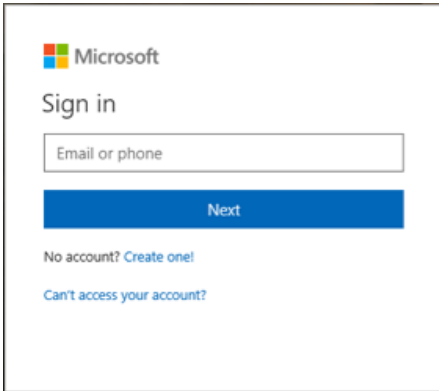 Microsoft
Sign in
Email or phone
Next
No account? Create one!
Can't access your account?